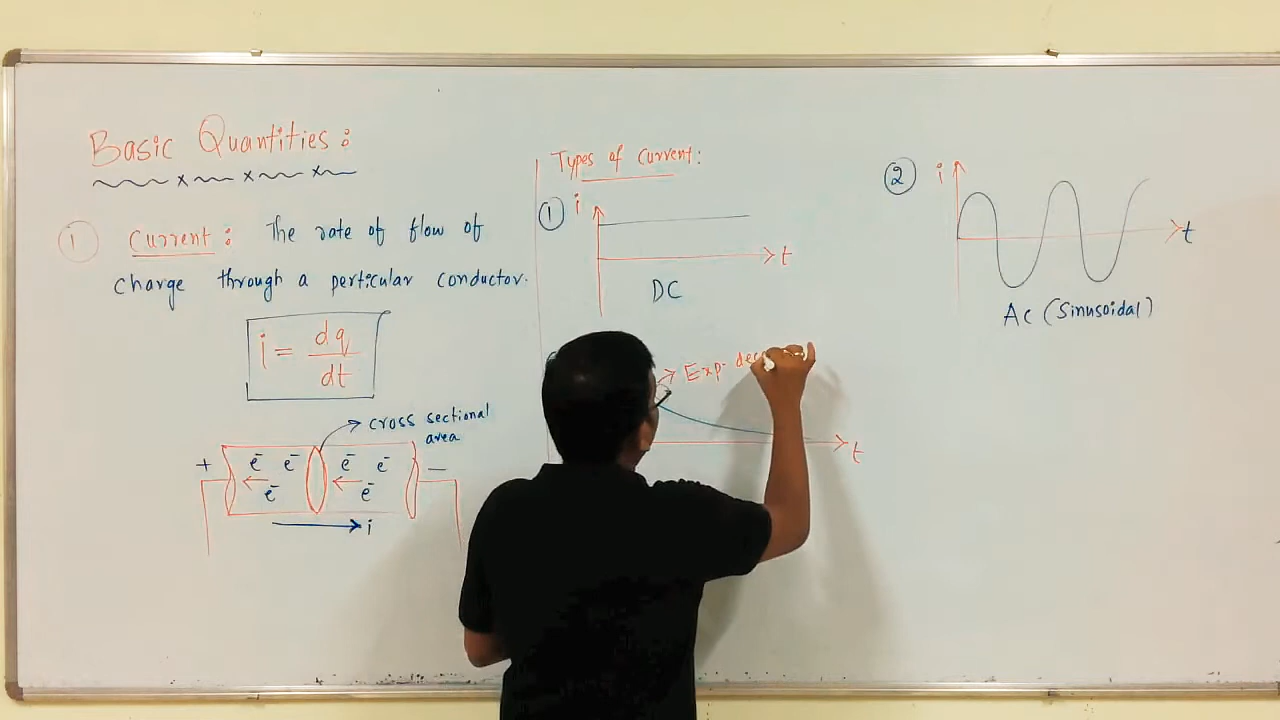 Basic Quantities:
① Current: The rate of flow of
charge through a perticular conductor.
i = dq
dt
cross sectional
area
+ e⁻ e⁻ e⁻ e⁻ −
e⁻ e⁻
i
Types of Current:
① i
t
DC
Exp.
t
② i
t
AC (Sinusoidal)